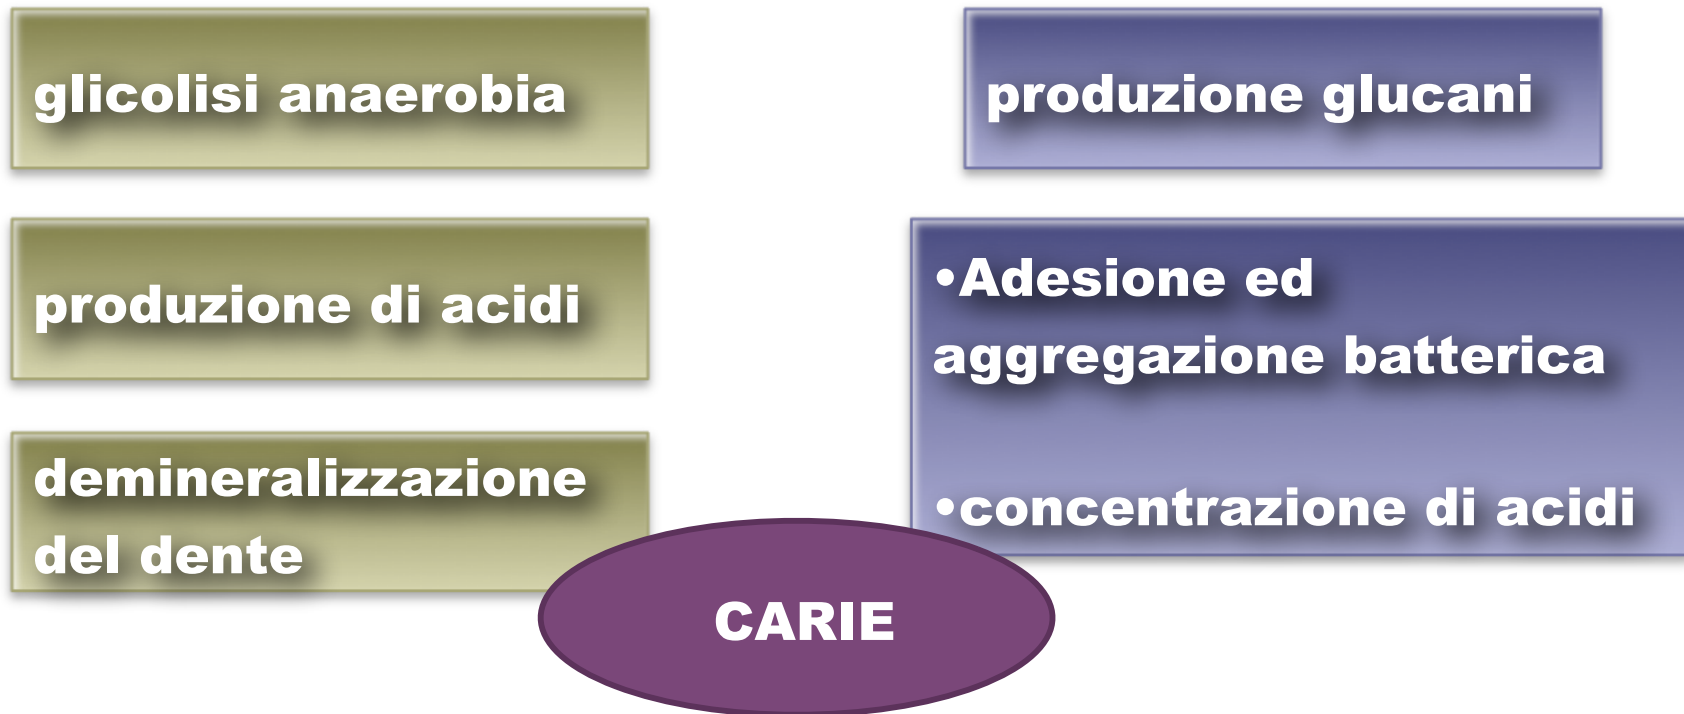 glicolisi anaerobia
produzione di acidi
demineralizzazione
del dente
produzione glucani
•Adesione ed
aggregazione batterica
•concentrazione di acidi
CARIE